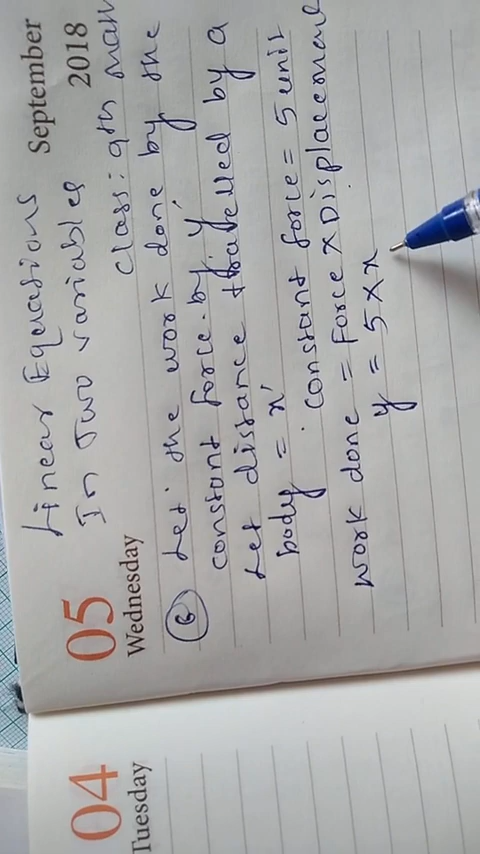 Linear Equations
In Two variables
September
2018
class: 9th math
05
Wednesday
6 Let the work done by the
constant force by y
Let distance travelled by a
body = x
constant force = 5 unit
work done = Force X Displacement
y = 5 X x
04
Tuesday